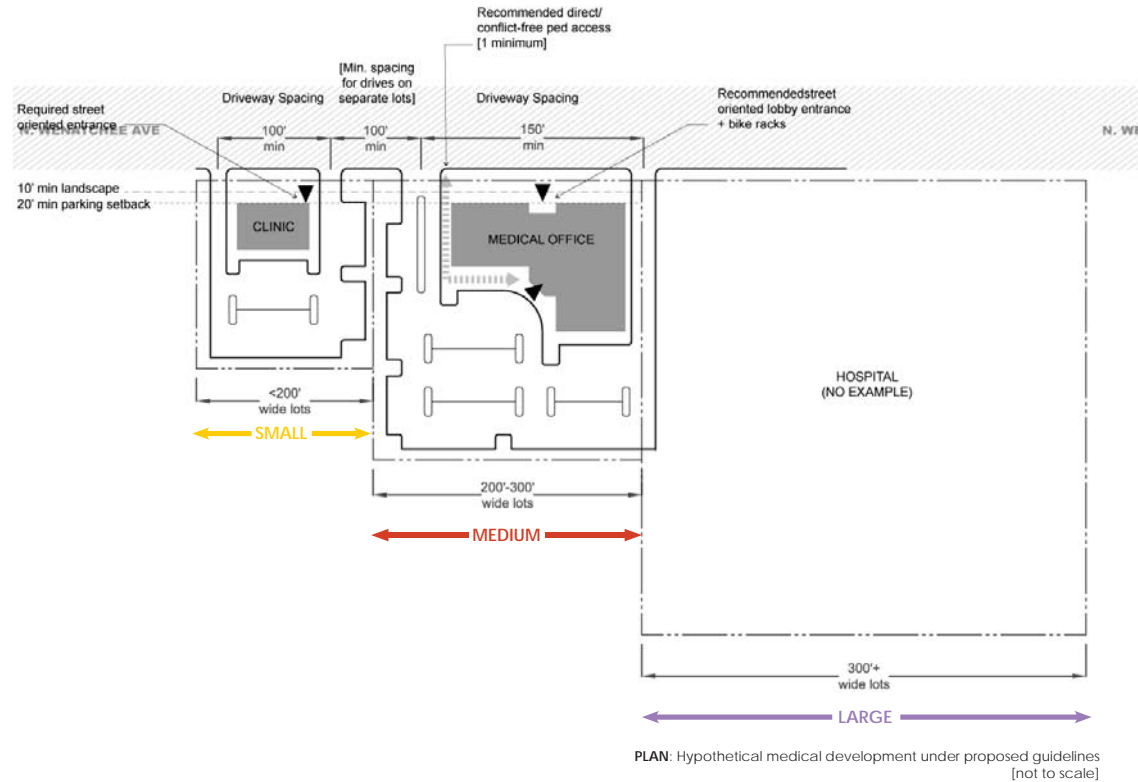 Recommended direct/
conflict-free ped access
[1 minimum]
[Min. spacing
for drives on
separate lots]
Driveway Spacing
Driveway Spacing
Required street
oriented entrance
Recommendedstreet
oriented lobby entrance
+ bike racks
N. WENATCHEE AVE
N. WE
100'
min
100'
min
150'
min
10' min landscape
20' min parking setback
CLINIC
MEDICAL OFFICE
HOSPITAL
(NO EXAMPLE)
<200'
wide lots
SMALL
200'-300'
wide lots
MEDIUM
300'+
wide lots
LARGE
PLAN: Hypothetical medical development under proposed guidelines
[not to scale]